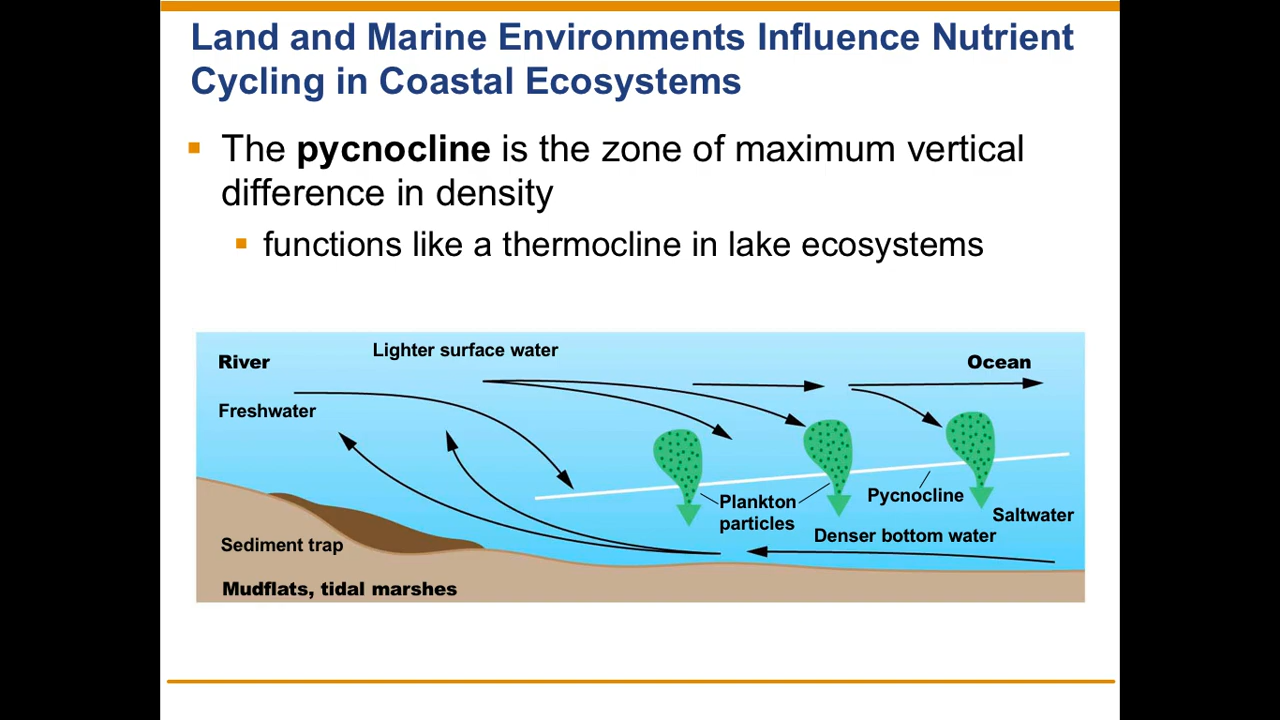 Land and Marine Environments Influence Nutrient
Cycling in Coastal Ecosystems
The pycnocline is the zone of maximum vertical
difference in density
functions like a thermocline in lake ecosystems
Lighter surface water
River
Ocean
Freshwater
Plankton
particles
Pycnocline
Saltwater
Denser bottom water
Sediment trap
Mudflats, tidal marshes